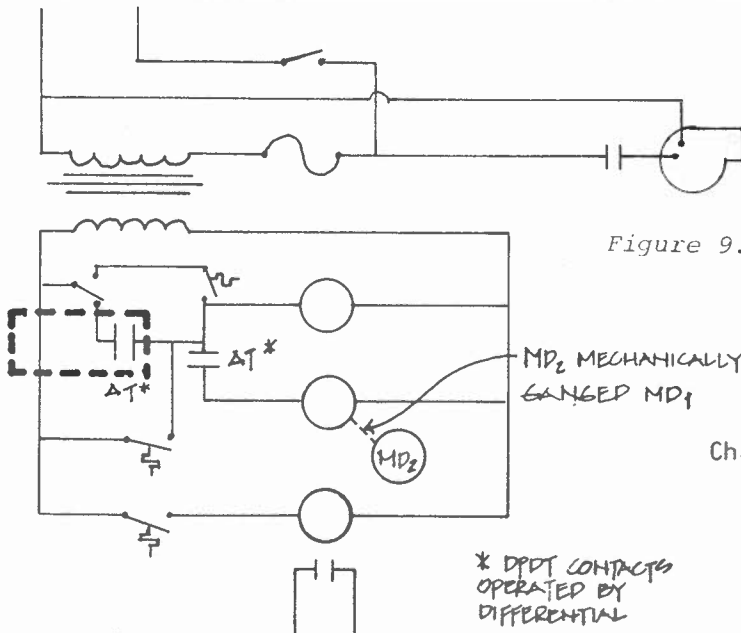 Figure 9.
ΔT*
ΔT*
MD₂ MECHANICALLY
GANGED MD₁
MD₂
Ch
* DPDT CONTACTS
OPERATED BY
DIFFERENTIAL